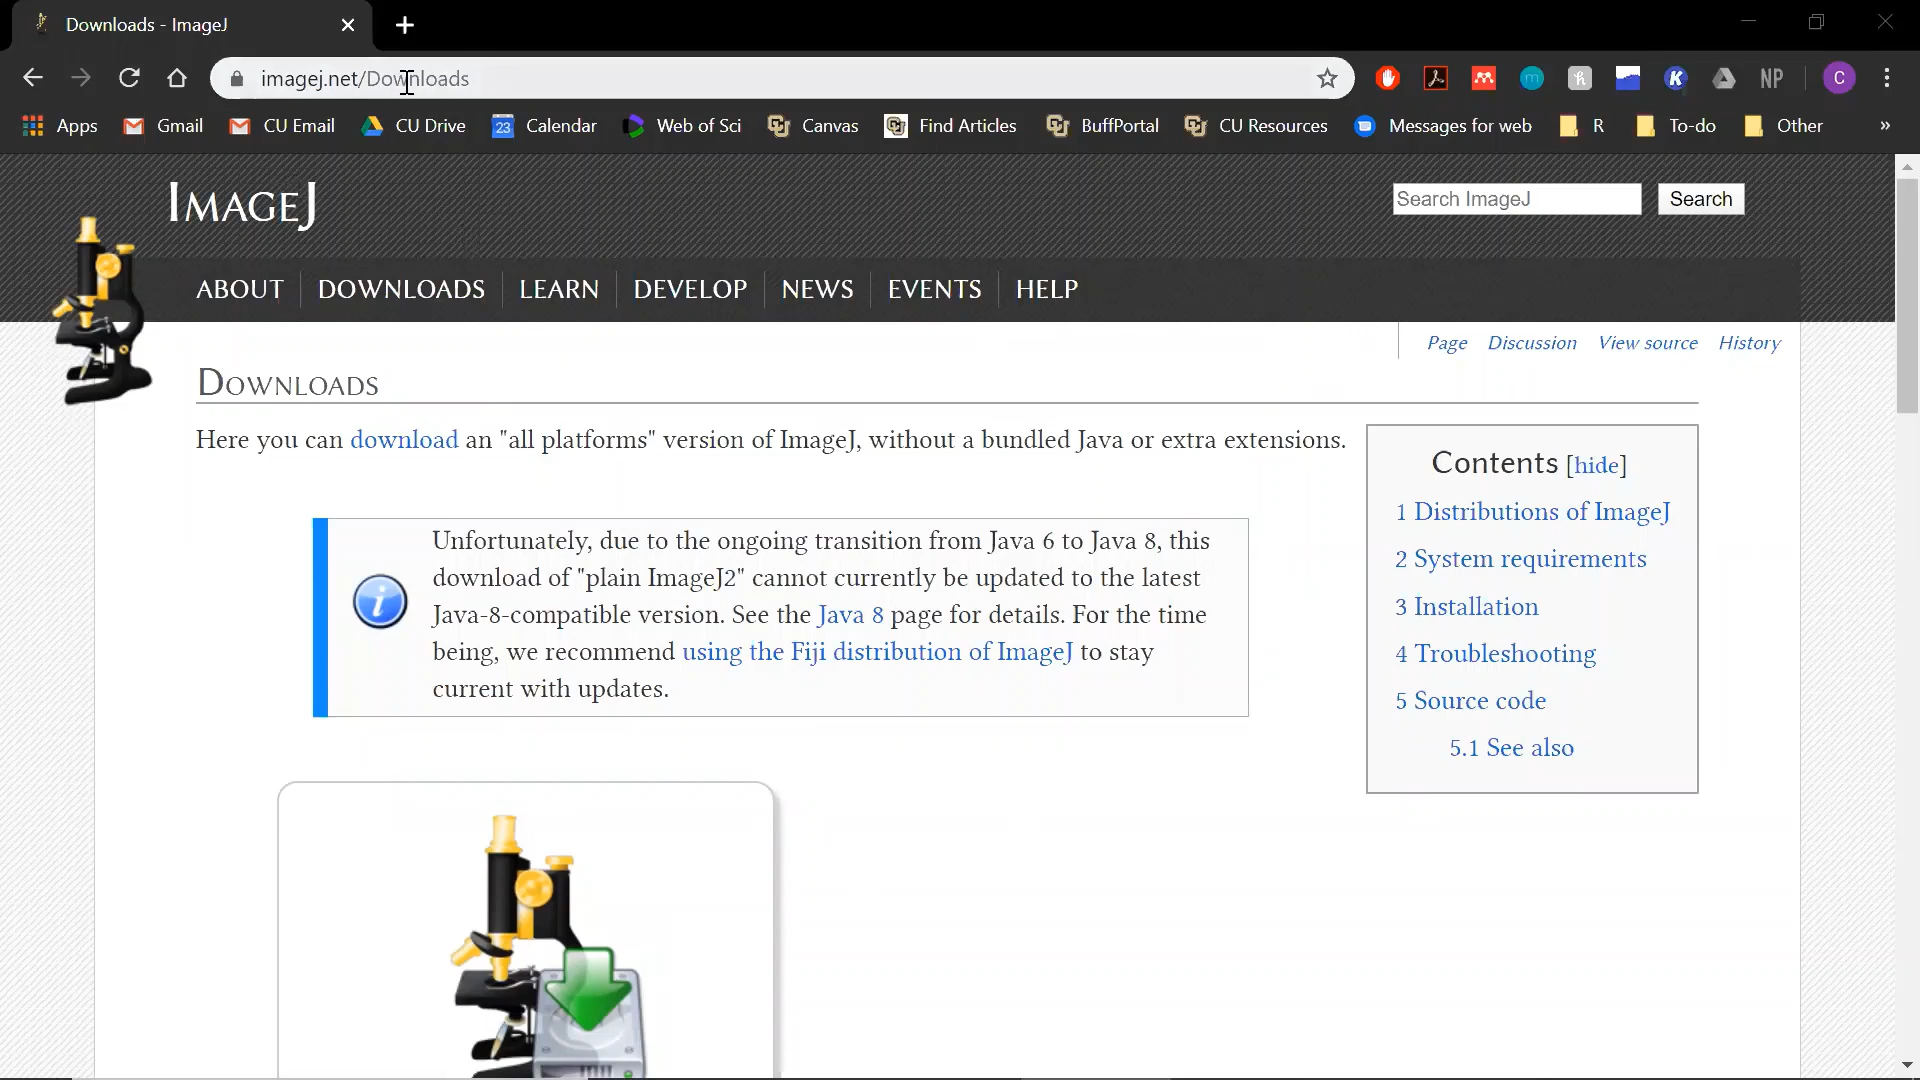 Downloads - ImageJ
imagej.net/Downloads
NP
C
Apps Gmail CU Email CU Drive 23 Calendar Web of Sci Canvas Find Articles BuffPortal CU Resources Messages for web R To-do Other »
IMAGEJ
Search ImageJ Search
ABOUT DOWNLOADS LEARN DEVELOP NEWS EVENTS HELP
Page Discussion View source History
DOWNLOADS
Here you can download an "all platforms" version of ImageJ, without a bundled Java or extra extensions.
Unfortunately, due to the ongoing transition from Java 6 to Java 8, this
download of "plain ImageJ2" cannot currently be updated to the latest
Java-8-compatible version. See the Java 8 page for details. For the time
being, we recommend using the Fiji distribution of ImageJ to stay
current with updates.
Contents [hide]
1 Distributions of ImageJ
2 System requirements
3 Installation
4 Troubleshooting
5 Source code
5.1 See also